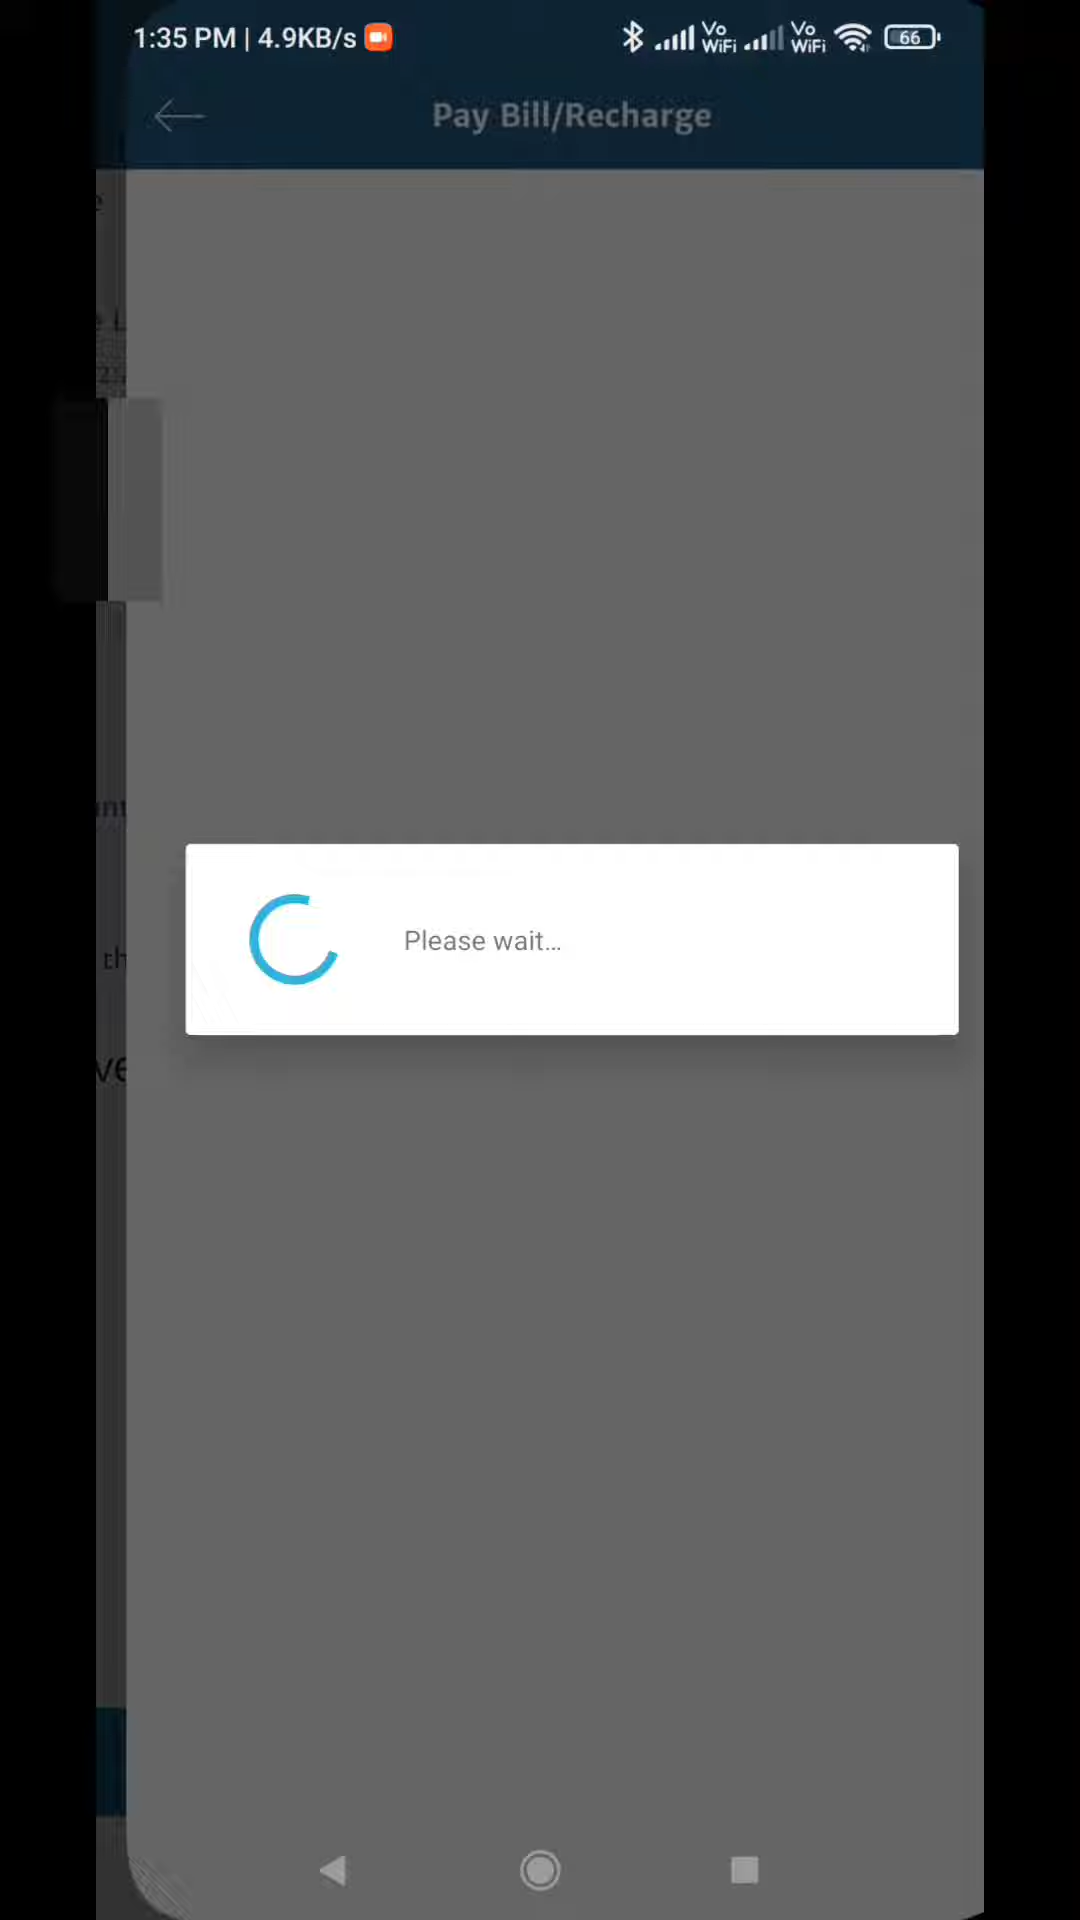 1:35 PM | 4.9KB/s
Vo WiFi
Vo WiFi
66
Pay Bill/Recharge
Please wait...